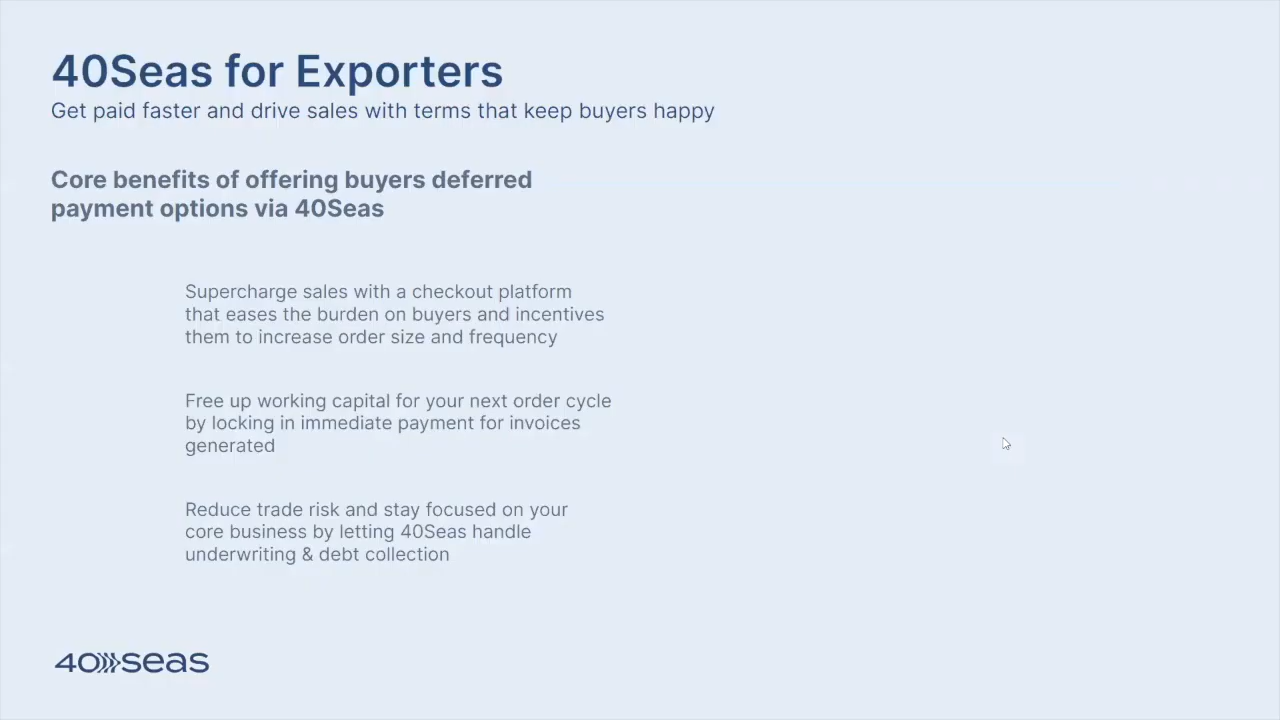 40Seas for Exporters
Get paid faster and drive sales with terms that keep buyers happy
Core benefits of offering buyers deferred
payment options via 40Seas
Supercharge sales with a checkout platform
that eases the burden on buyers and incentives
them to increase order size and frequency
Free up working capital for your next order cycle
by locking in immediate payment for invoices
generated
Reduce trade risk and stay focused on your
core business by letting 40Seas handle
underwriting & debt collection
40seas